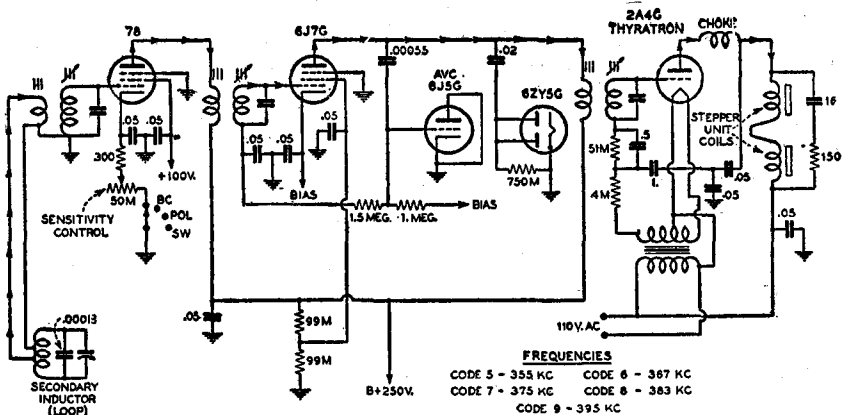 78
6J7G
2A4G
THYRATRON
CHOKE
.00055
.02
AVC
6J5G
6ZY5G
STEPPER
UNIT
COILS
.16
150
.05
.05
.05
.05
.05
300
+100V.
BIAS
750M
51M
.5
1.
.05
.05
4M
BC
POL
SW
50M
SENSITIVITY
CONTROL
1.5 MEG.
.1 MEG.
BIAS
.05
.00013
.05
99M
99M
110V. AC
B+250V.
SECONDARY
INDUCTOR
(LOOP)
FREQUENCIES
CODE 5 - 355 KC
CODE 6 - 367 KC
CODE 7 - 375 KC
CODE 8 - 383 KC
CODE 9 - 395 KC